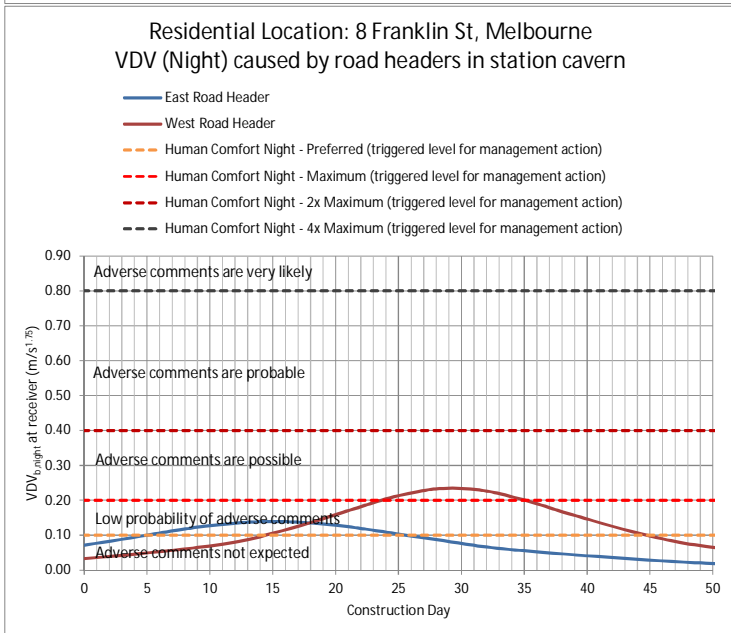 Residential Location: 8 Franklin St, Melbourne
VDV (Night) caused by road headers in station cavern
East Road Header
West Road Header
Human Comfort Night - Preferred (triggered level for management action)
Human Comfort Night - Maximum (triggered level for management action)
Human Comfort Night - 2x Maximum (triggered level for management action)
Human Comfort Night - 4x Maximum (triggered level for management action)
0.90
Adverse comments are very likely
0.80
0.70
0.60
Adverse comments are probable
0.50
0.40
Adverse comments are possible
0.30
0.20
Low probability of adverse comments
0.10
Adverse comments not expected
0.00
VDVb,night at receiver (m/s1.75)
0 5 10 15 20 25 30 35 40 45 50
Construction Day